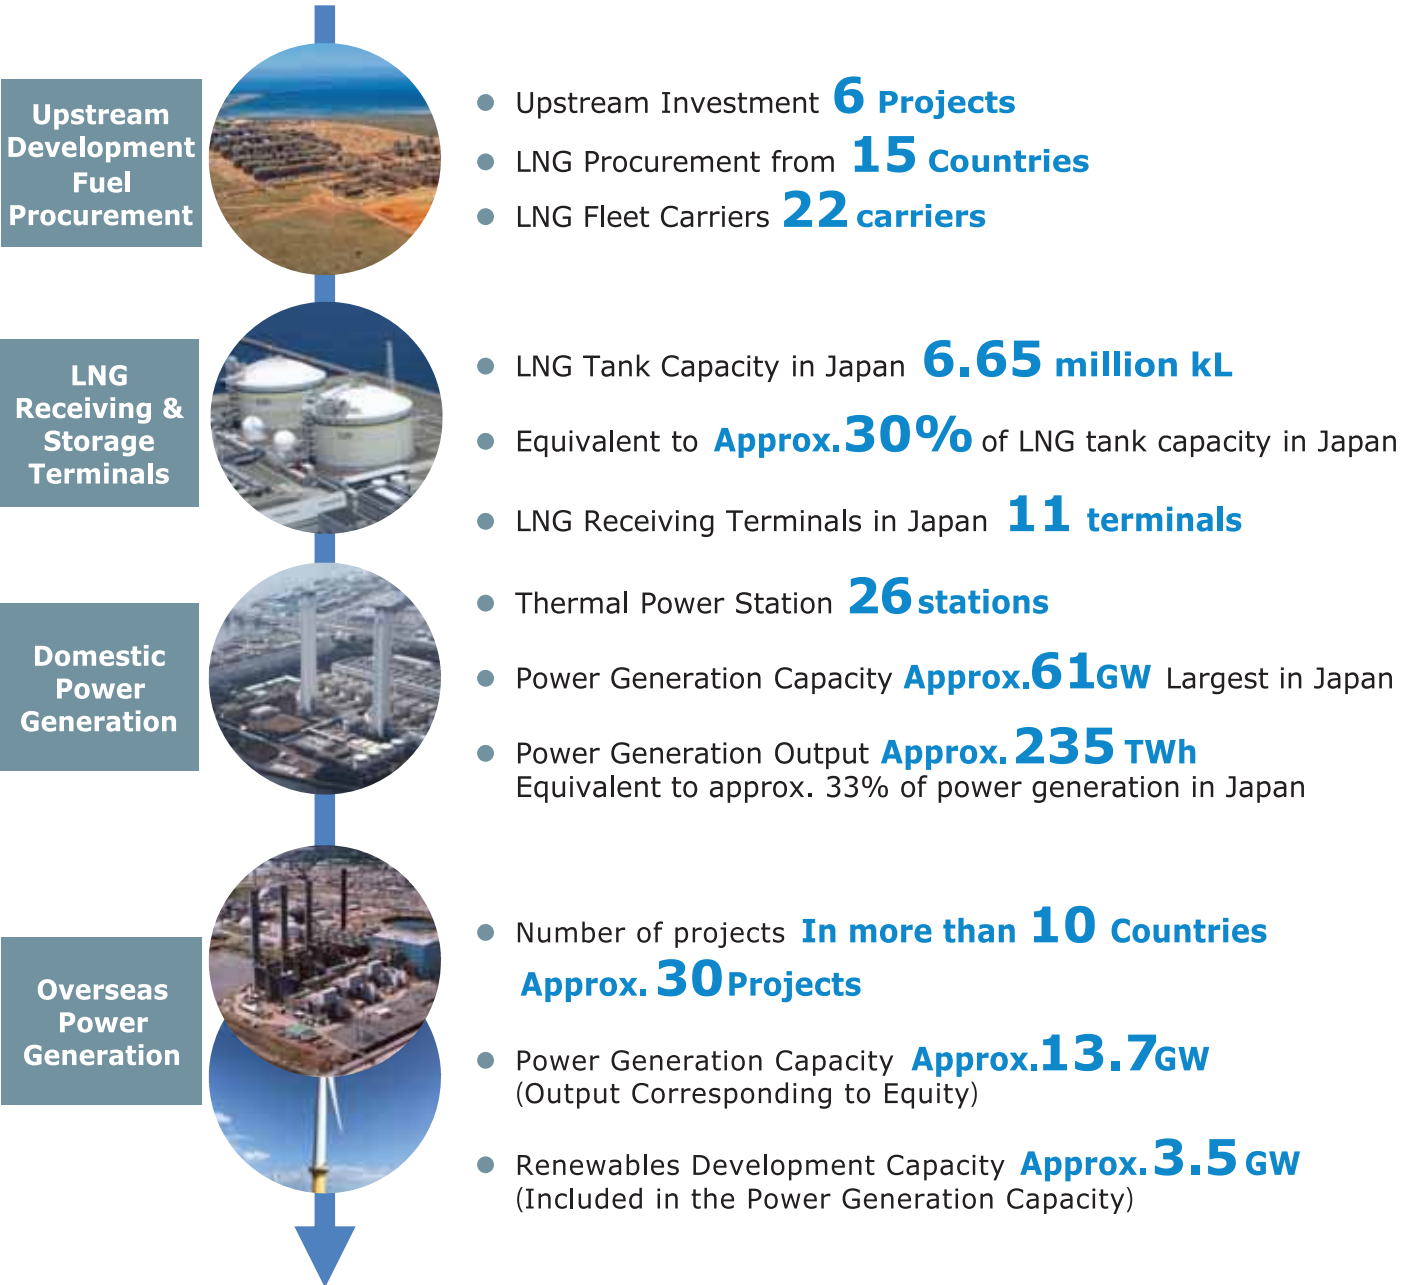 Upstream
Development
Fuel
Procurement
● Upstream Investment 6 Projects
● LNG Procurement from 15 Countries
● LNG Fleet Carriers 22 carriers
LNG
Receiving &
Storage
Terminals
● LNG Tank Capacity in Japan 6.65 million kL
● Equivalent to Approx.30% of LNG tank capacity in Japan
● LNG Receiving Terminals in Japan 11 terminals
Domestic
Power
Generation
● Thermal Power Station 26 stations
● Power Generation Capacity Approx.61GW Largest in Japan
● Power Generation Output Approx. 235 TWh
Equivalent to approx. 33% of power generation in Japan
Overseas
Power
Generation
● Number of projects In more than 10 Countries
Approx. 30 Projects
● Power Generation Capacity Approx.13.7GW
(Output Corresponding to Equity)
● Renewables Development Capacity Approx.3.5 GW
(Included in the Power Generation Capacity)